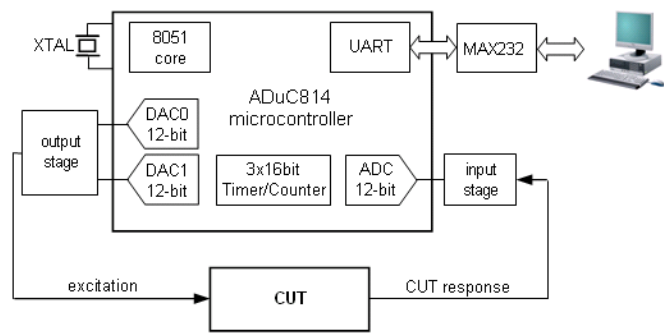 XTAL
8051
core
UART
MAX232
ADuC814
microcontroller
DAC0
12-bit
output
stage
DAC1
12-bit
3x16bit
Timer/Counter
ADC
12-bit
input
stage
excitation
CUT
CUT response